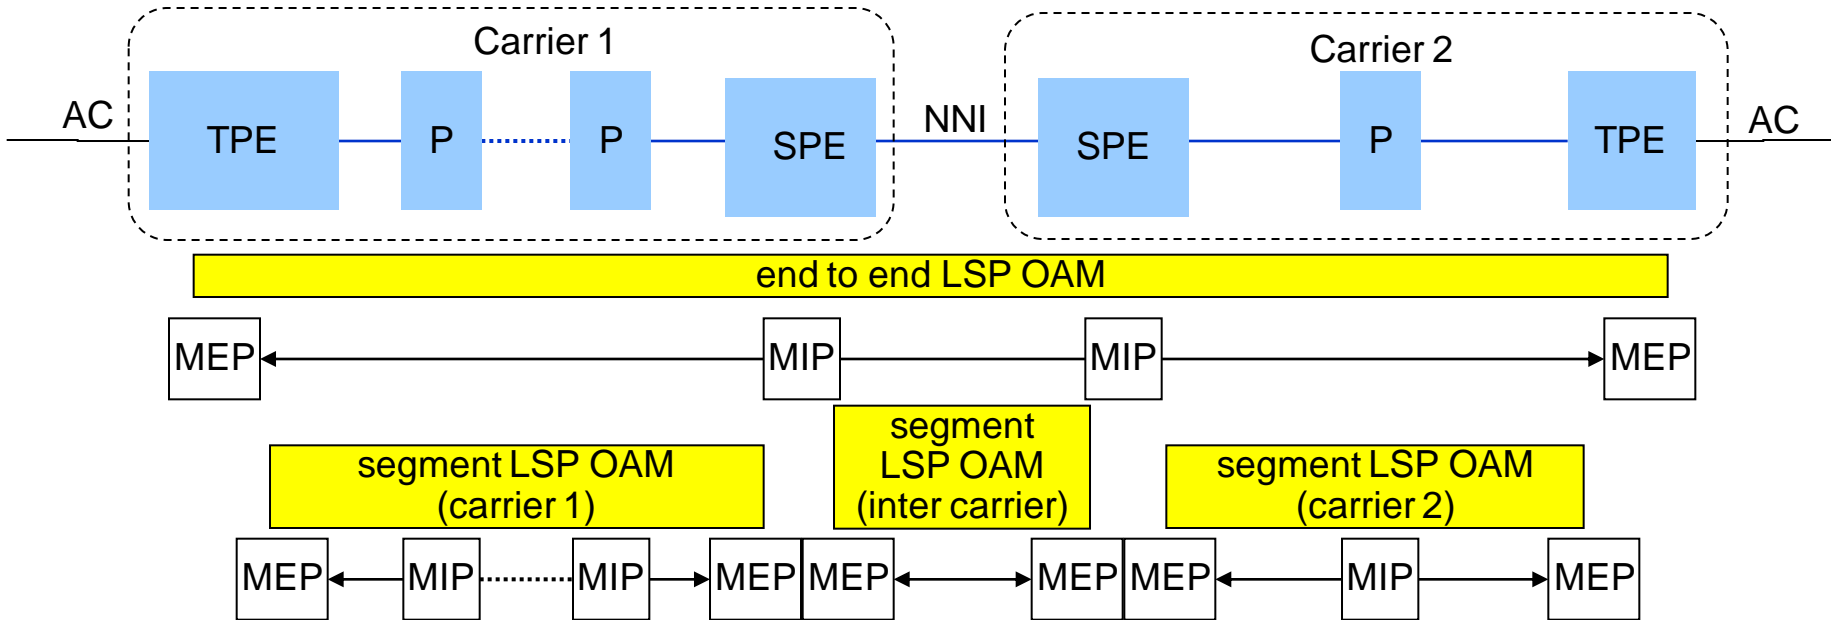 Carrier 1
Carrier 2
AC
TPE
P
P
SPE
NNI
SPE
P
TPE
AC
end to end LSP OAM
MEP
MIP
MIP
MEP
segment LSP OAM
(carrier 1)
segment
LSP OAM
(inter carrier)
segment LSP OAM
(carrier 2)
MEP
MIP
MIP
MEP
MEP
MEP
MEP
MIP
MEP